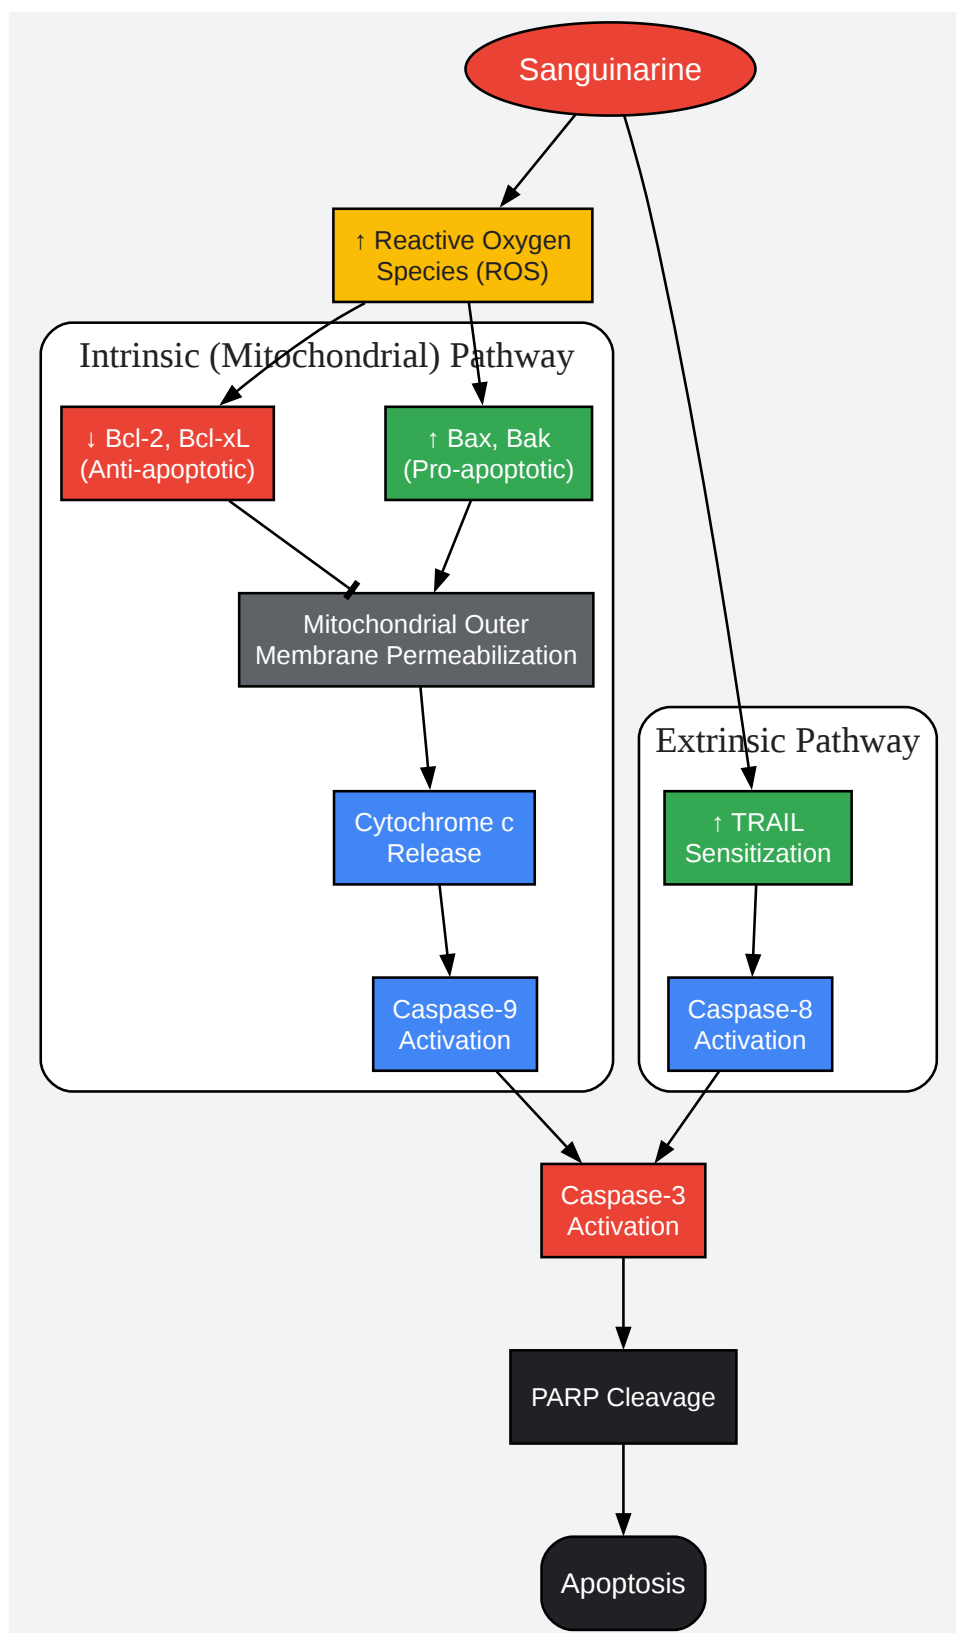 Sanguinarine
↑ Reactive Oxygen
Species (ROS)
Intrinsic (Mitochondrial) Pathway
↓ Bcl-2, Bcl-xL
(Anti-apoptotic)
↑ Bax, Bak
(Pro-apoptotic)
Mitochondrial Outer
Membrane Permeabilization
Cytochrome c
Release
Caspase-9
Activation
Extrinsic Pathway
↑ TRAIL
Sensitization
Caspase-8
Activation
Caspase-3
Activation
PARP Cleavage
Apoptosis